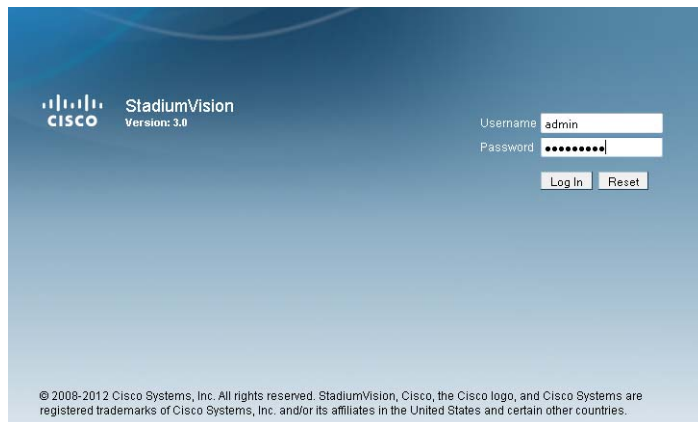 StadiumVision
CISCO
Version: 3.0
Username admin
Password •••••••••
Log In Reset
© 2008-2012 Cisco Systems, Inc. All rights reserved. StadiumVision, Cisco, the Cisco logo, and Cisco Systems are
registered trademarks of Cisco Systems, Inc. and/or its affiliates in the United States and certain other countries.